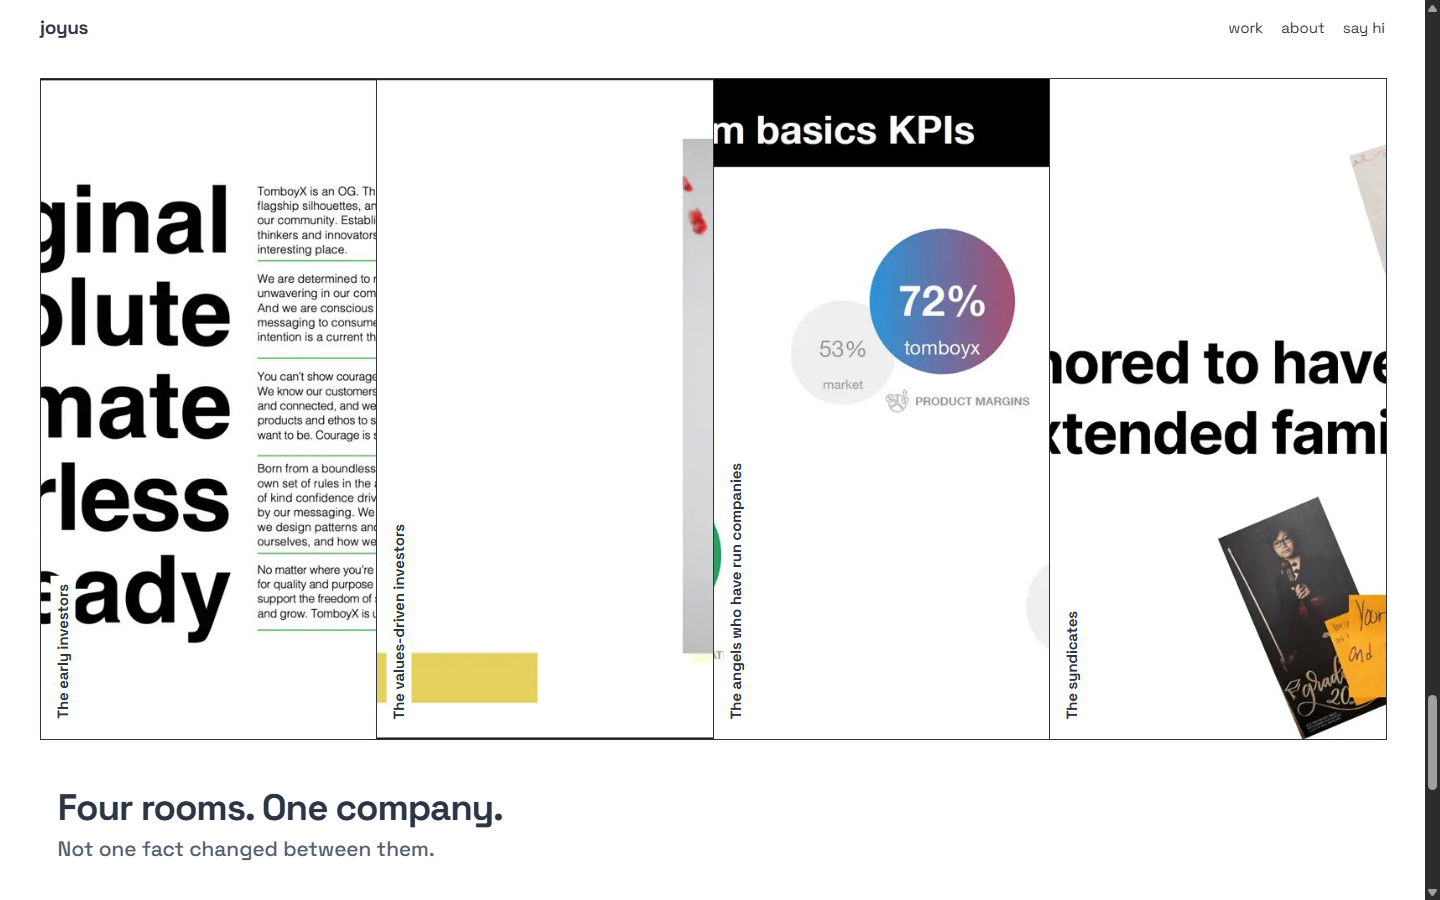 joyus
work about say hi
ginal
olute
mate
rless
eady
TomboyX is an OG. Th
flagship silhouettes, an
our community. Establi
thinkers and innovators
interesting place.
We are determined to r
unwavering in our com
And we are conscious
messaging to consume
intention is a current th
You can't show courage
We know our customers
and connected, and we
products and ethos to s
want to be. Courage is s
Born from a boundless
own set of rules in the a
of kind confidence driv
by our messaging. We
we design patterns and
ourselves, and how we
No matter where you're
for quality and purpose
support the freedom of s
and grow. TomboyX is u
The early investors
The values-driven investors
m basics KPIs
72%
tomboyx
53%
market
PRODUCT MARGINS
The angels who have run companies
nored to have
xtended fami
Your
and
grad
20
The syndicates
Four rooms. One company.
Not one fact changed between them.